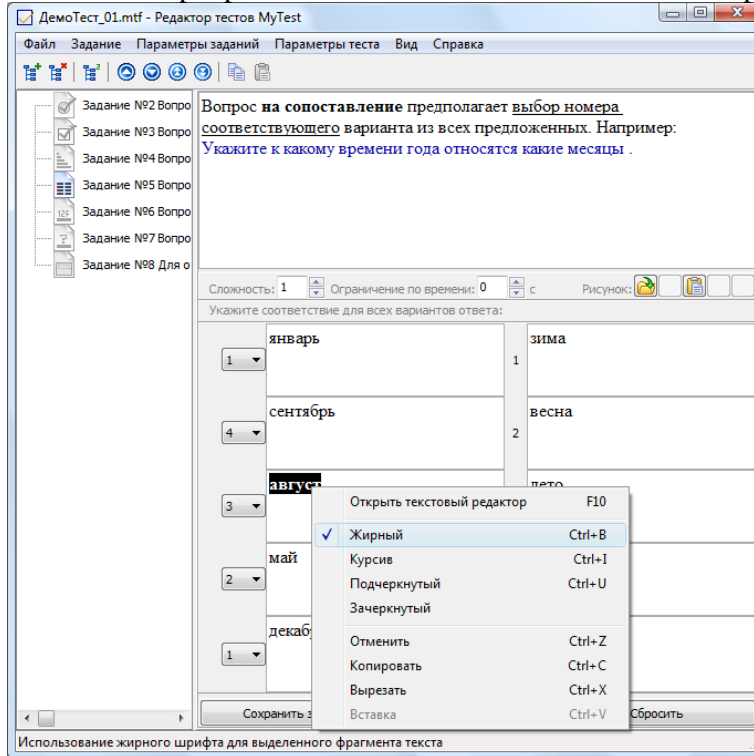 ДемоТест_01.mtf - Редактор тестов MyTest
Файл Задание Параметры заданий Параметры теста Вид Справка
Задание №2 Вопро
Задание №3 Вопро
Задание №4 Вопро
Задание №5 Вопро
Задание №6 Вопро
Задание №7 Вопро
Задание №8 Для о
Вопрос на сопоставление предполагает выбор номера
соответствующего варианта из всех предложенных. Например:
Укажите к какому времени года относятся какие месяцы .
Сложность: 1 Ограничение по времени: 0 с Рисунок:
Укажите соответствие для всех вариантов ответа:
1 январь 1 зима
4 сентябрь 2 весна
3 август лето
2 май
1 декабр
Открыть текстовый редактор F10
Жирный Ctrl+B
Курсив Ctrl+I
Подчеркнутый Ctrl+U
Зачеркнутый
Отменить Ctrl+Z
Копировать Ctrl+C
Вырезать Ctrl+X
Вставка Ctrl+V
Сохранить з Сбросить
Использование жирного шрифта для выделенного фрагмента текста